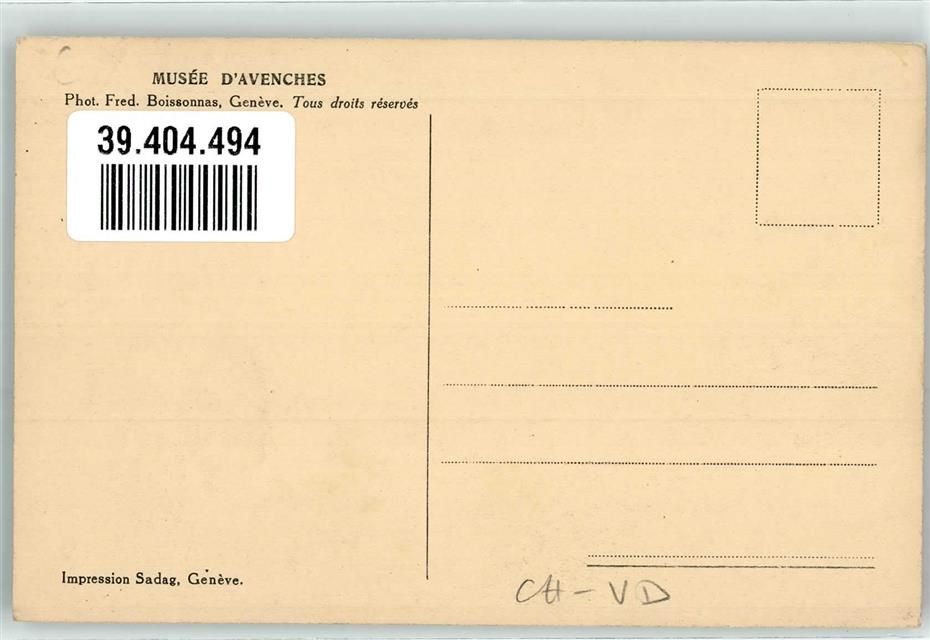 MUSÉE D'AVENCHES
Phot. Fred. Boissonnas, Genève. Tous droits réservés
39.404.494
Impression Sadag, Genève.
CH - VD